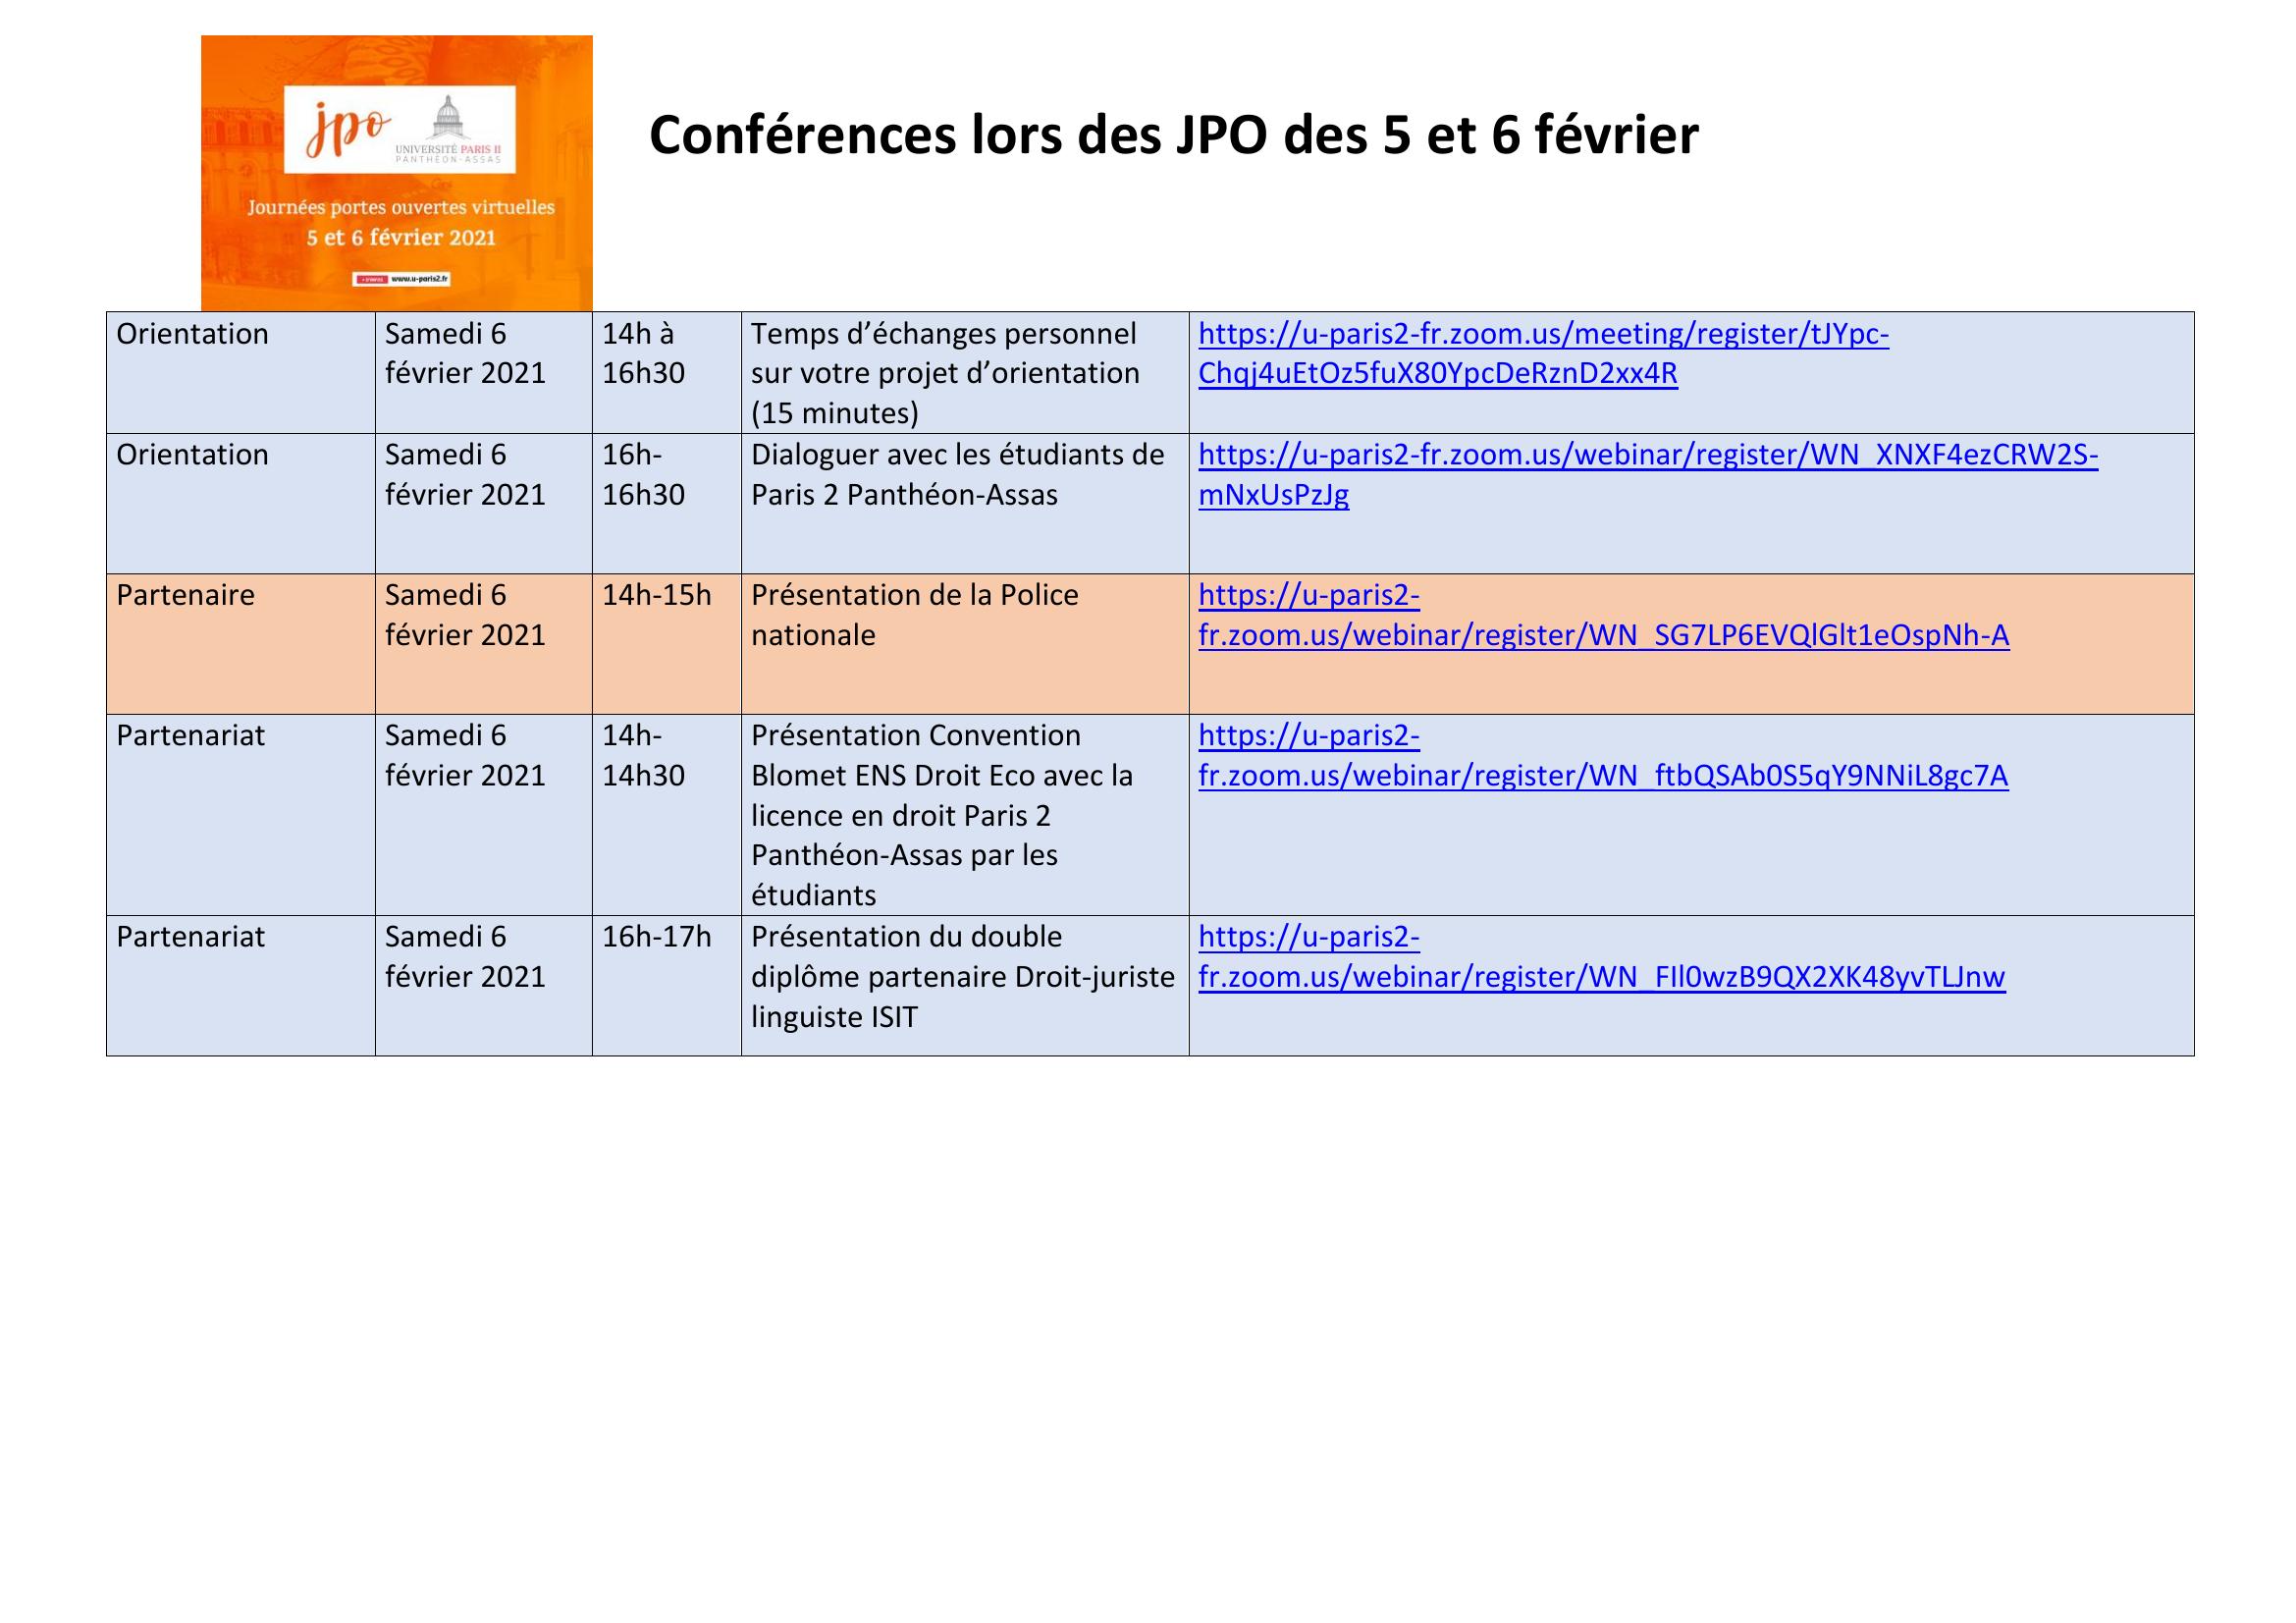 jpo
UNIVERSITÉ PARIS II
PANTHÉON-ASSAS
Journées portes ouvertes virtuelles
5 et 6 février 2021
www.u-paris2.fr
Conférences lors des JPO des 5 et 6 février
Orientation
Samedi 6
février 2021
14h à
16h30
Temps d’échanges personnel
sur votre projet d’orientation
(15 minutes)
https://u-paris2-fr.zoom.us/meeting/register/tJYpc-
Chqj4uEtOz5fuX80YpcDeRznD2xx4R
Orientation
Samedi 6
février 2021
16h-
16h30
Dialoguer avec les étudiants de
Paris 2 Panthéon-Assas
https://u-paris2-fr.zoom.us/webinar/register/WN_XNXF4ezCRW2S-
mNxUsPzJg
Partenaire
Samedi 6
février 2021
14h-15h
Présentation de la Police
nationale
https://u-paris2-
fr.zoom.us/webinar/register/WN_SG7LP6EVQlGlt1eOspNh-A
Partenariat
Samedi 6
février 2021
14h-
14h30
Présentation Convention
Blomet ENS Droit Eco avec la
licence en droit Paris 2
Panthéon-Assas par les
étudiants
https://u-paris2-
fr.zoom.us/webinar/register/WN_ftbQSAb0S5qY9NNiL8gc7A
Partenariat
Samedi 6
février 2021
16h-17h
Présentation du double
diplôme partenaire Droit-juriste
linguiste ISIT
https://u-paris2-
fr.zoom.us/webinar/register/WN_FIl0wzB9QX2XK48yvTLJnw